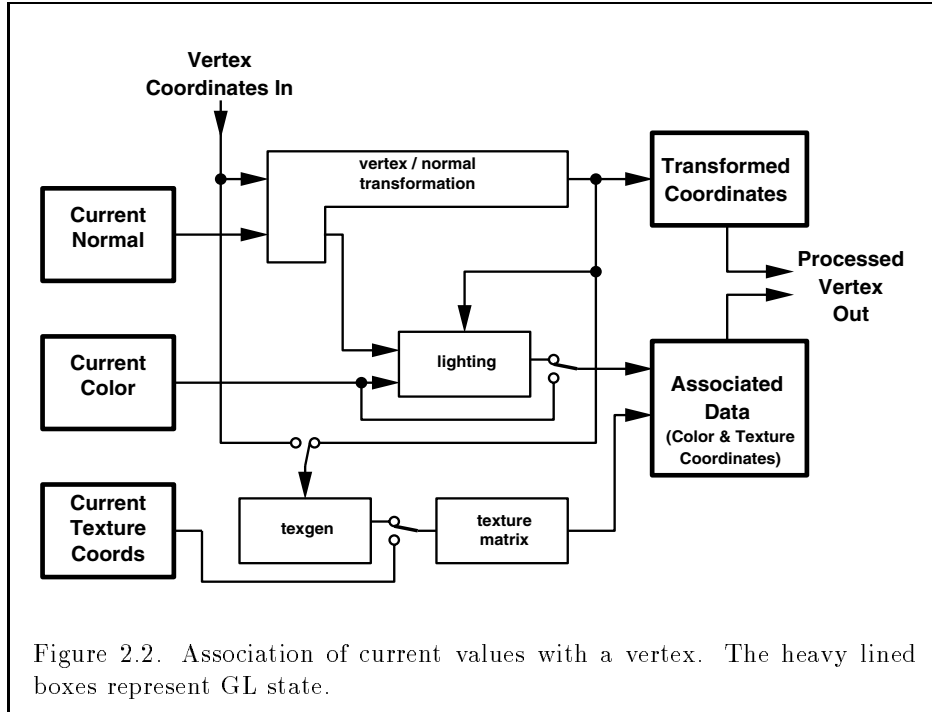 Vertex
Coordinates In
vertex / normal
transformation
Transformed
Coordinates
Current
Normal
Processed
Vertex
Out
lighting
Current
Color
Associated
Data
(Color & Texture
Coordinates)
Current
Texture
Coords
texgen
texture
matrix
Figure 2.2. Association of current values with a vertex. The heavy lined
boxes represent GL state.